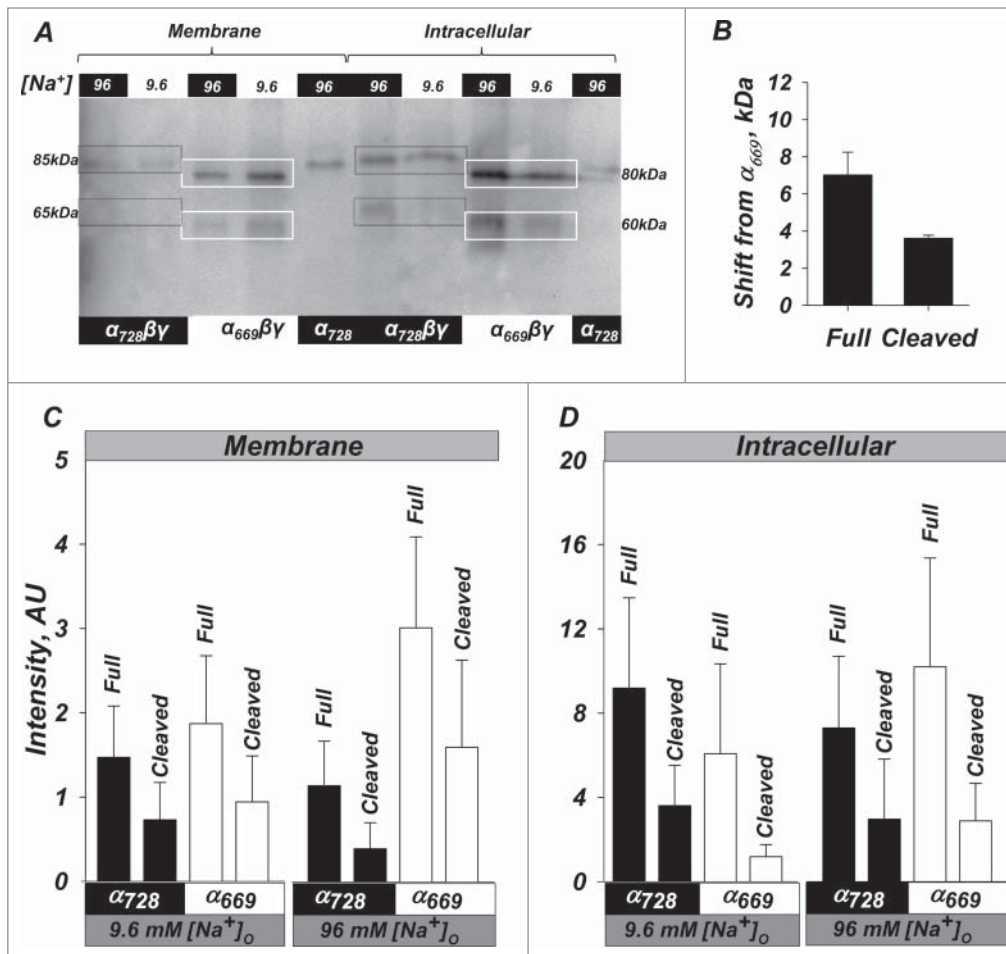 A
Membrane
Intracellular
[Na⁺] 96 9.6 96 9.6 96 96 9.6 96 9.6 96
85kDa
80kDa
65kDa
60kDa
α₇₂₈βγ α₆₆₉βγ α₇₂₈ α₇₂₈βγ α₆₆₉βγ α₇₂₈
B
Shift from α₆₆₉, kDa
12
10
8
6
4
2
0
Full Cleaved
C
Membrane
Intensity, AU
5
4
3
2
1
0
Full Cleaved Full Cleaved Full Cleaved Full Cleaved
α₇₂₈ α₆₆₉ α₇₂₈ α₆₆₉
9.6 mM [Na⁺]ₒ 96 mM [Na⁺]ₒ
D
Intracellular
20
16
12
8
4
0
Full Cleaved Full Cleaved Full Cleaved Full Cleaved
α₇₂₈ α₆₆₉ α₇₂₈ α₆₆₉
9.6 mM [Na⁺]ₒ 96 mM [Na⁺]ₒ